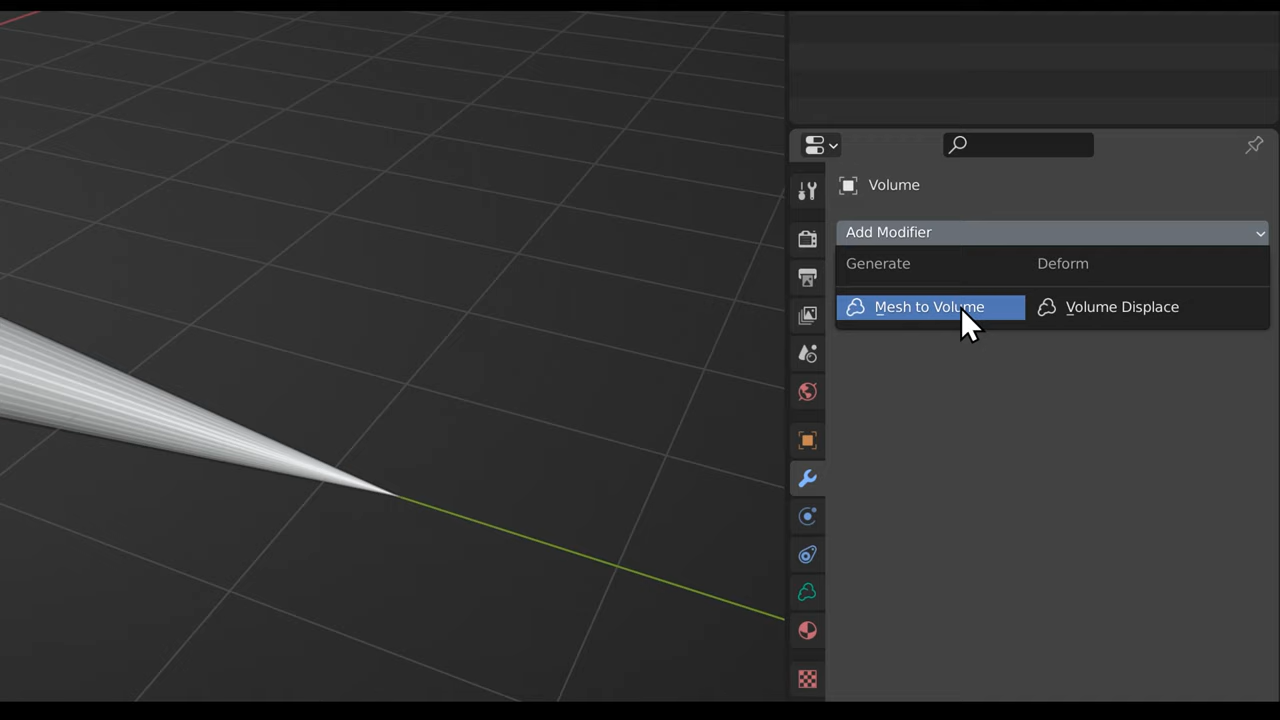 Volume
Add Modifier
Generate Deform
Mesh to Volume Volume Displace